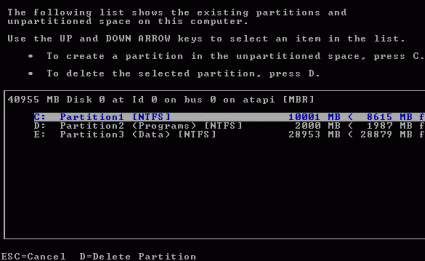 The following list shows the existing partitions and
unpartitioned space on this computer.
Use the UP and DOWN ARROW keys to select an item in the list.
• To create a partition in the unpartitioned space, press C.
• To delete the selected partition, press D.
40955 MB Disk 0 at Id 0 on bus 0 on atapi [MBR]
C: Partition1 [NTFS] 10001 MB ( 8615 MB f
D: Partition2 (Programs) [NTFS] 2000 MB ( 1987 MB f
E: Partition3 (Data) [NTFS] 28953 MB ( 28879 MB f
ESC=Cancel D=Delete Partition